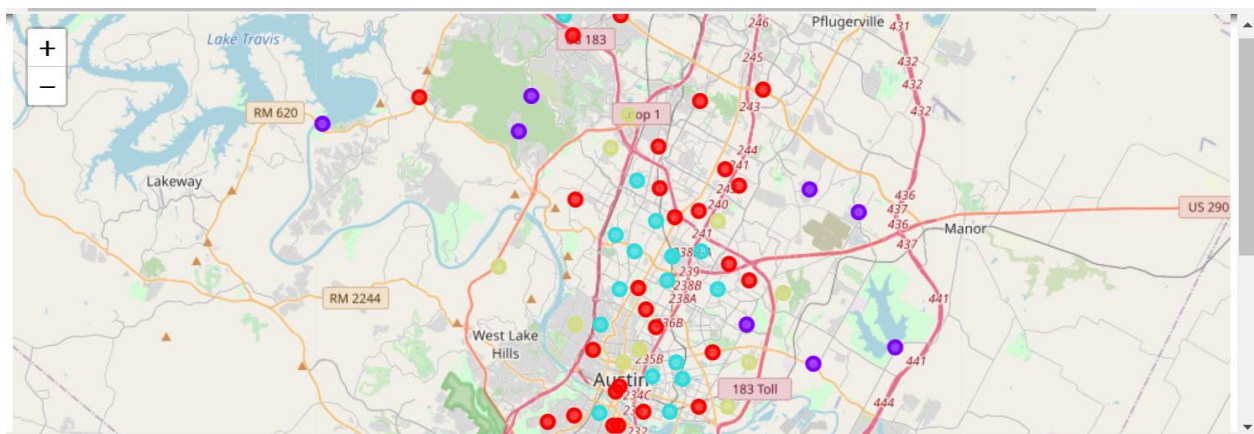 +
−
Lake Travis
Pflugerville
246
431
183
245
432
432
243
432
RM 620
op 1
244
241
Lakeway
436
240
437
436
US 290
Manor
241
437
239
238B
238A
RM 2244
441
West Lake
Hills
236B
235B
441
Austin
183 Toll
234C
444
232